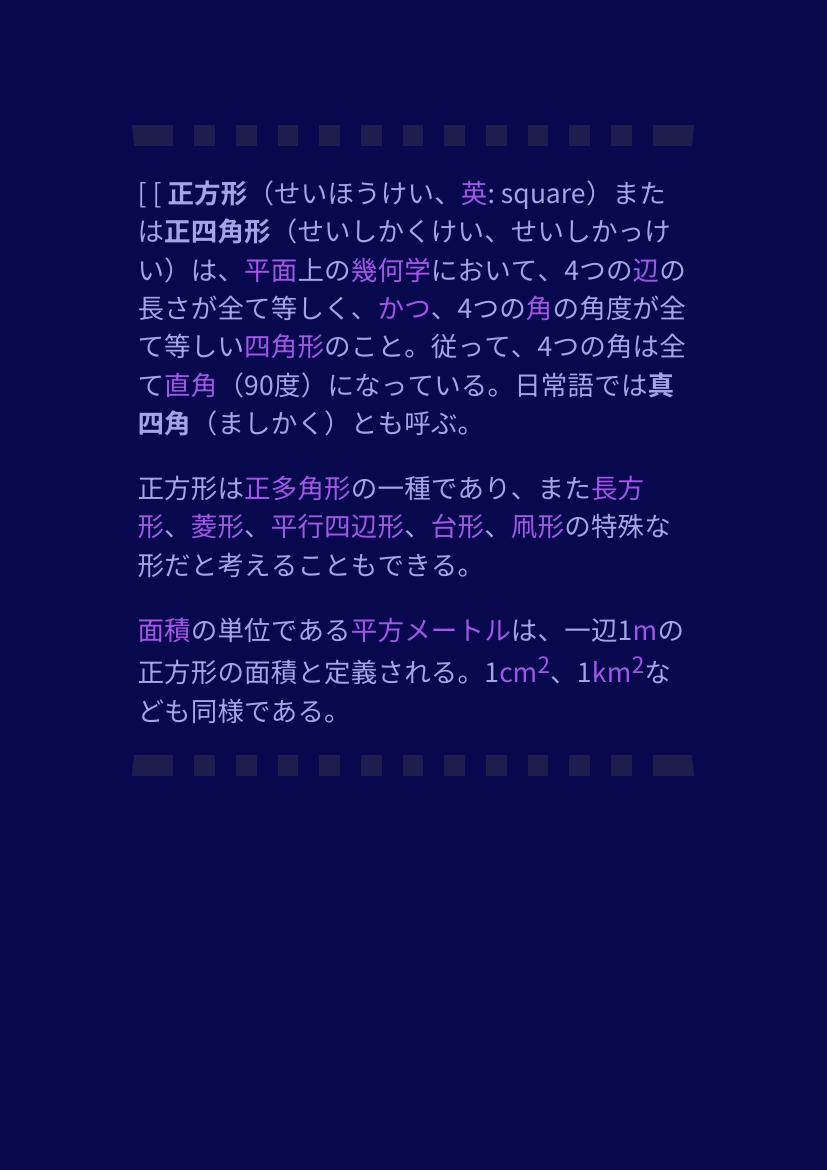 [ [ 正方形（せいほうけい、英: square）また
は正四角形（せいしかくけい、せいしかっけ
い）は、平面上の幾何学において、4つの辺の
長さが全て等しく、かつ、4つの角の角度が全
て等しい四角形のこと。従って、4つの角は全
て直角（90度）になっている。日常語では真
四角（ましかく）とも呼ぶ。
正方形は正多角形の一種であり、また長方
形、菱形、平行四辺形、台形、凧形の特殊な
形だと考えることもできる。
面積の単位である平方メートルは、一辺1mの
正方形の面積と定義される。1cm²、1km²な
ども同様である。